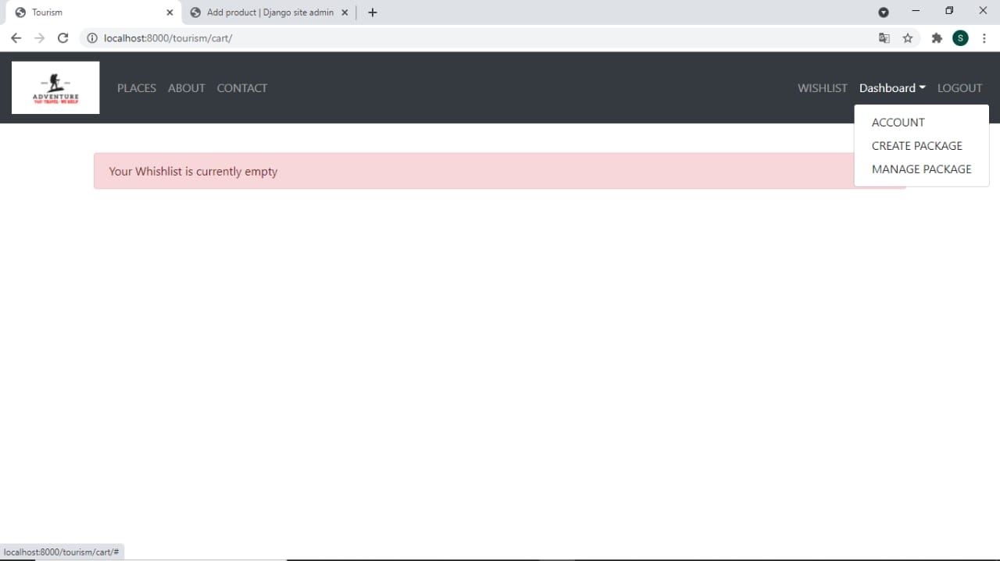 Tourism
Add product | Django site admin
localhost:8000/tourism/cart/
S
ADVENTURE
YOU TRAVEL WE HELP
PLACES ABOUT CONTACT WISHLIST Dashboard LOGOUT
ACCOUNT
CREATE PACKAGE
MANAGE PACKAGE
Your Whishlist is currently empty
localhost:8000/tourism/cart/#